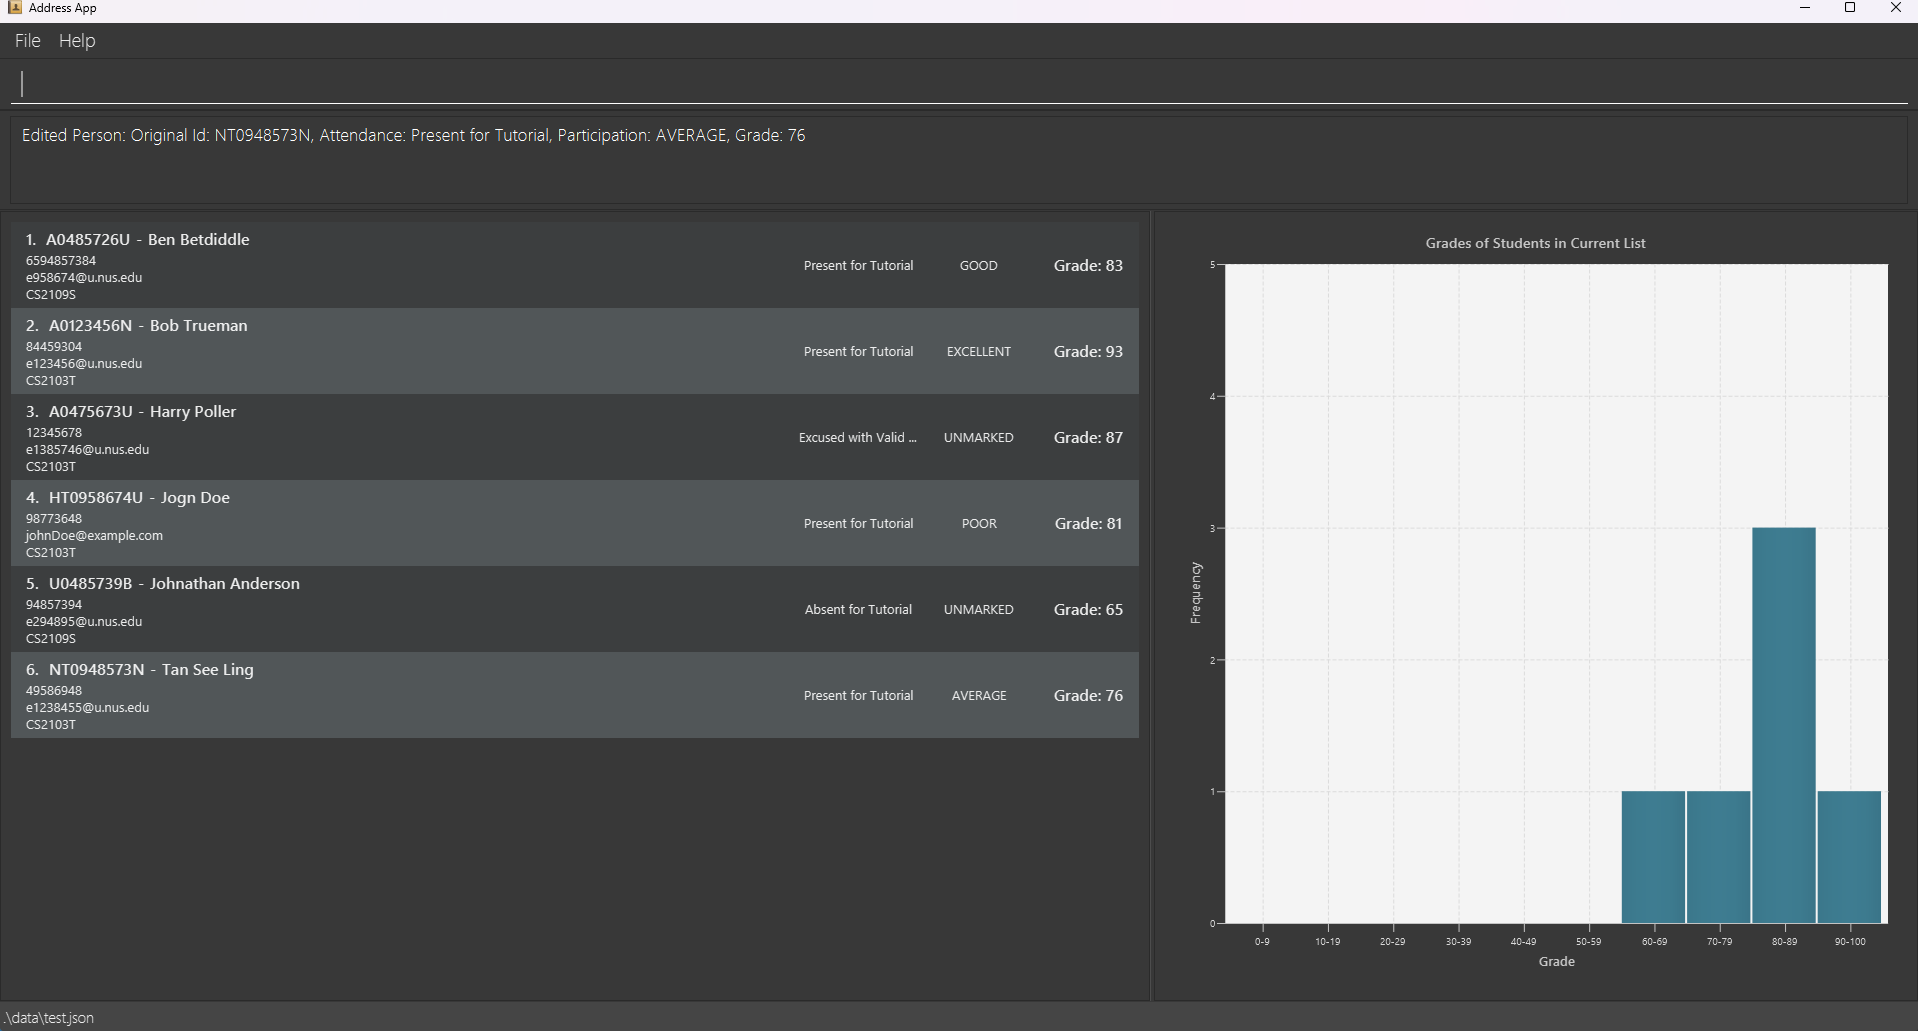 Address App
File Help
Edited Person: Original Id: NT0948573N, Attendance: Present for Tutorial, Participation: AVERAGE, Grade: 76
1. A0485726U - Ben Betdiddle
6594857384
e958674@u.nus.edu
CS2109S
Present for Tutorial GOOD Grade: 83
2. A0123456N - Bob Trueman
84459304
e123456@u.nus.edu
CS2103T
Present for Tutorial EXCELLENT Grade: 93
3. A0475673U - Harry Poller
12345678
e1385746@u.nus.edu
CS2103T
Excused with Valid ... UNMARKED Grade: 87
4. HT0958674U - Jogn Doe
98773648
johnDoe@example.com
CS2103T
Present for Tutorial POOR Grade: 81
5. U0485739B - Johnathan Anderson
94857394
e294895@u.nus.edu
CS2109S
Absent for Tutorial UNMARKED Grade: 65
6. NT0948573N - Tan See Ling
49586948
e1238455@u.nus.edu
CS2103T
Present for Tutorial AVERAGE Grade: 76
Grades of Students in Current List
5
4
3
2
1
0
Frequency
0-9 10-19 20-29 30-39 40-49 50-59 60-69 70-79 80-89 90-100
Grade
.\data\test.json